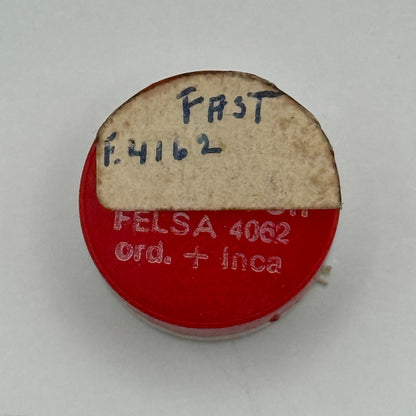 FAST
F.4162
FELSA 4062
ord. + inca